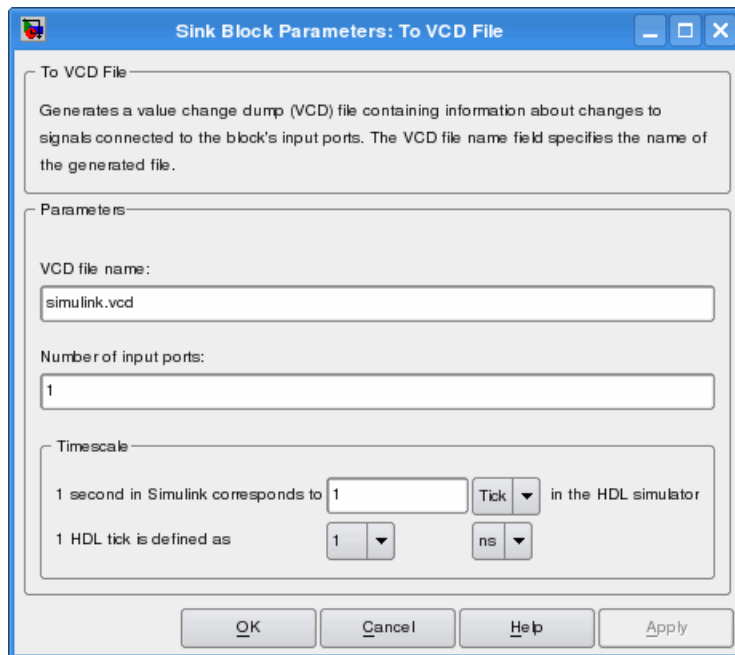 Sink Block Parameters: To VCD File
To VCD File
Generates a value change dump (VCD) file containing information about changes to
signals connected to the block's input ports. The VCD file name field specifies the name of
the generated file.
Parameters
VCD file name:
simulink.vcd
Number of input ports:
1
Timescale
1 second in Simulink corresponds to 1 Tick in the HDL simulator
1 HDL tick is defined as 1 ns
OK Cancel Help Apply